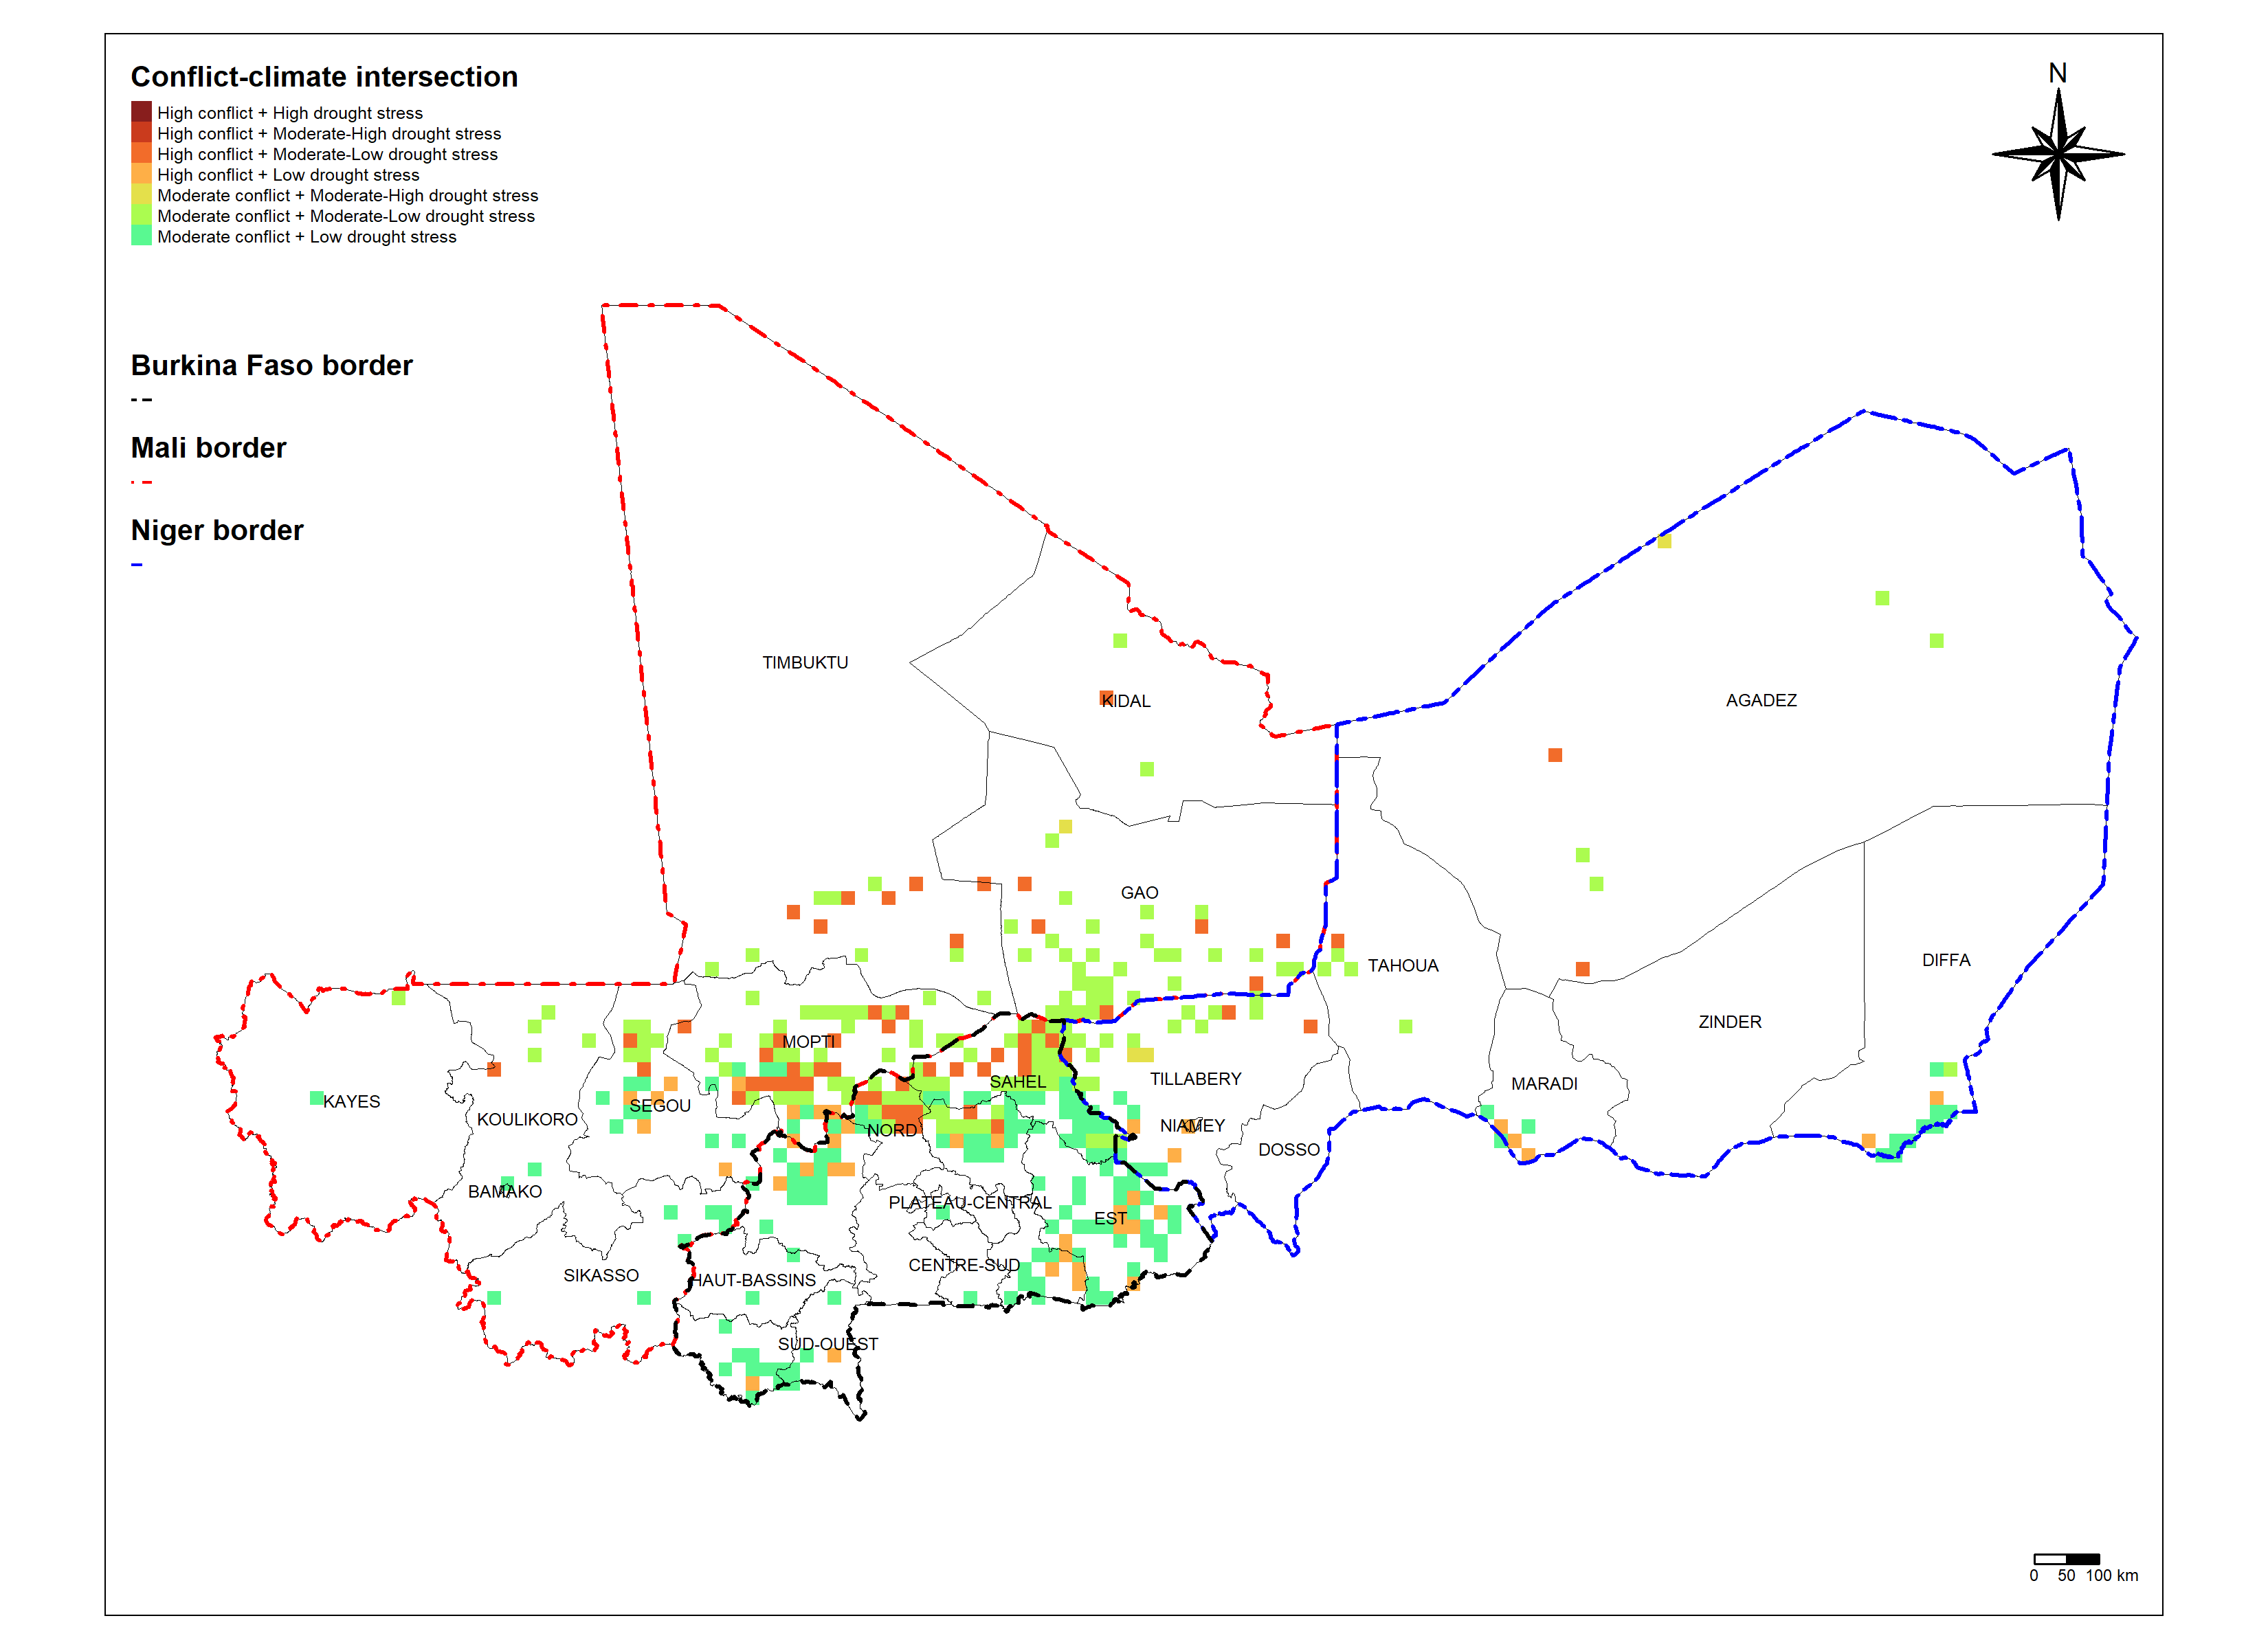 Conflict-climate intersection
High conflict + High drought stress
High conflict + Moderate-High drought stress
High conflict + Moderate-Low drought stress
High conflict + Low drought stress
Moderate conflict + Moderate-High drought stress
Moderate conflict + Moderate-Low drought stress
Moderate conflict + Low drought stress
N
Burkina Faso border
Mali border
Niger border
TIMBUKTU
KIDAL
AGADEZ
GAO
TAHOUA
DIFFA
ZINDER
MOPTI
SAHEL
TILLABERY
MARADI
KAYES
SEGOU
KOULIKORO
NORD
NIAMEY
DOSSO
BAMAKO
PLATEAU-CENTRAL
EST
CENTRE-SUD
SIKASSO
HAUT-BASSINS
SUD-OUEST
0 50 100 km